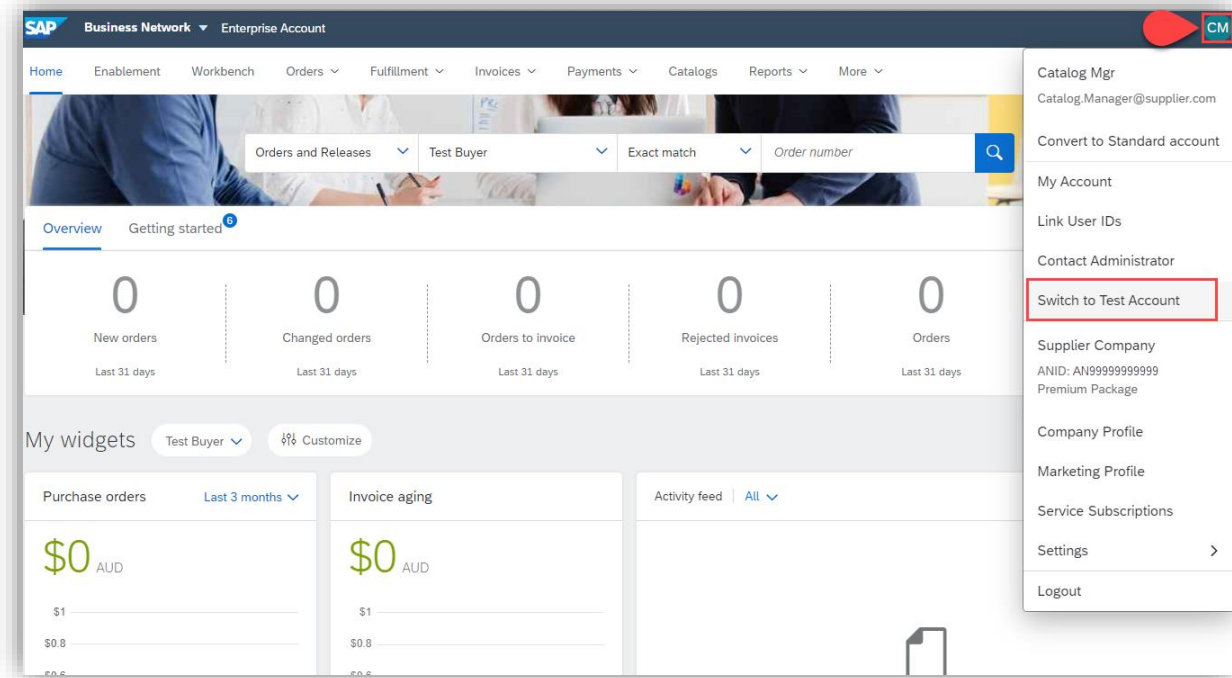 SAP Business Network Enterprise Account CM
Home Enablement Workbench Orders Fulfillment Invoices Payments Catalogs Reports More
Orders and Releases Test Buyer Exact match Order number
Overview Getting started 6
0 0 0 0 0
New orders Changed orders Orders to invoice Rejected invoices Orders
Last 31 days Last 31 days Last 31 days Last 31 days Last 31 days
My widgets Test Buyer Customize
Purchase orders Last 3 months Invoice aging Activity feed All
$0 AUD $0 AUD
$1 $1
$0.8 $0.8
Catalog Mgr
Catalog.Manager@supplier.com
Convert to Standard account
My Account
Link User IDs
Contact Administrator
Switch to Test Account
Supplier Company
ANID: AN99999999999
Premium Package
Company Profile
Marketing Profile
Service Subscriptions
Settings
Logout